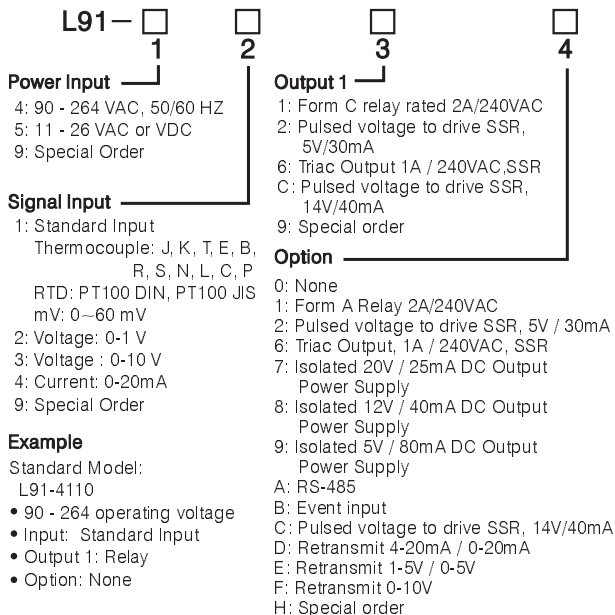 L91– □ □ □ □
1 2 3 4
Power Input
4: 90 - 264 VAC, 50/60 HZ
5: 11 - 26 VAC or VDC
9: Special Order
Signal Input
1: Standard Input
Thermocouple: J, K, T, E, B,
R, S, N, L, C, P
RTD: PT100 DIN, PT100 JIS
mV: 0~60 mV
2: Voltage: 0-1 V
3: Voltage : 0-10 V
4: Current: 0-20mA
9: Special Order
Example
Standard Model:
L91-4110
• 90 - 264 operating voltage
• Input: Standard Input
• Output 1: Relay
• Option: None
Output 1
1: Form C relay rated 2A/240VAC
2: Pulsed voltage to drive SSR,
5V/30mA
6: Triac Output 1A / 240VAC,SSR
C: Pulsed voltage to drive SSR,
14V/40mA
9: Special order
Option
0: None
1: Form A Relay 2A/240VAC
2: Pulsed voltage to drive SSR, 5V / 30mA
6: Triac Output, 1A / 240VAC, SSR
7: Isolated 20V / 25mA DC Output
Power Supply
8: Isolated 12V / 40mA DC Output
Power Supply
9: Isolated 5V / 80mA DC Output
Power Supply
A: RS-485
B: Event input
C: Pulsed voltage to drive SSR, 14V/40mA
D: Retransmit 4-20mA / 0-20mA
E: Retransmit 1-5V / 0-5V
F: Retransmit 0-10V
H: Special order